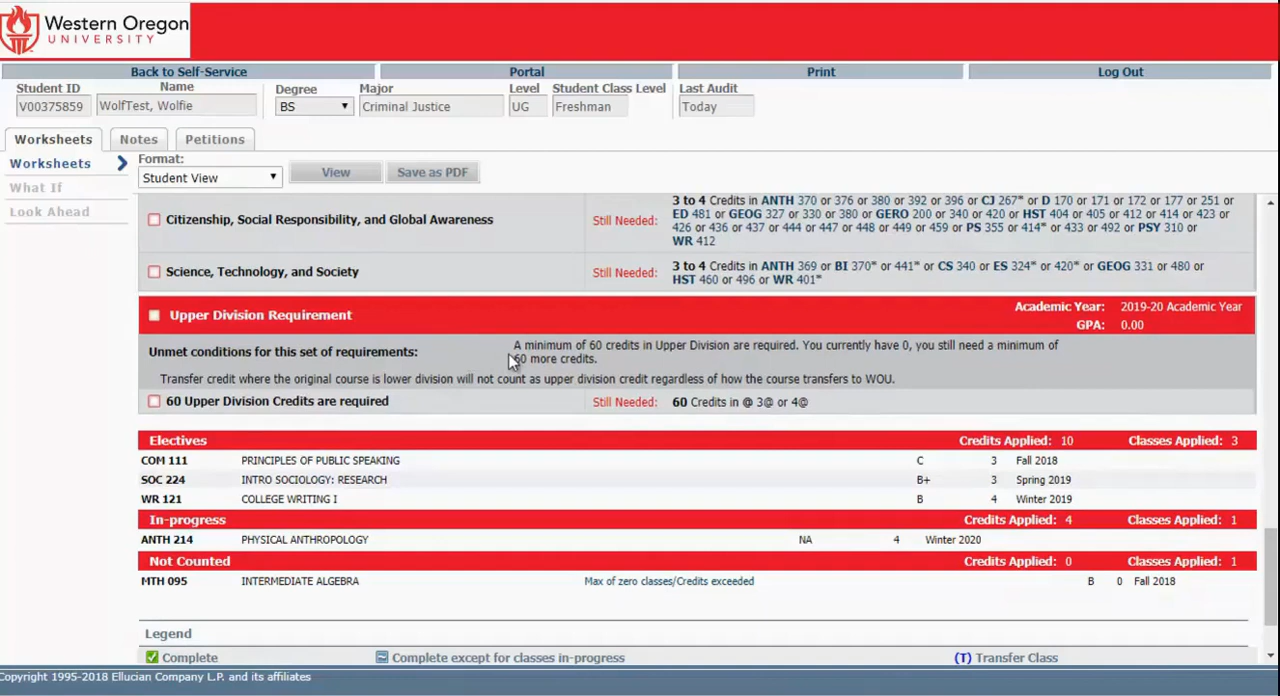 Western Oregon
UNIVERSITY
Back to Self-Service Portal Print Log Out
Student ID Name Degree Major Level Student Class Level Last Audit
V00375859 WolfTest, Wolfie BS Criminal Justice UG Freshman Today
Worksheets Notes Petitions
Worksheets Format:
Student View View Save as PDF
What If
Look Ahead
Citizenship, Social Responsibility, and Global Awareness Still Needed: 3 to 4 Credits in ANTH 370 or 376 or 380 or 392 or 396 or CJ 267* or D 170 or 171 or 172 or 177 or 251 or
ED 481 or GEOG 327 or 330 or 380 or GERO 200 or 340 or 420 or HST 404 or 405 or 412 or 414 or 423 or
426 or 436 or 437 or 444 or 447 or 448 or 449 or 459 or PS 355 or 414* or 433 or 492 or PSY 310 or
WR 412
Science, Technology, and Society Still Needed: 3 to 4 Credits in ANTH 369 or BI 370* or 441* or CS 340 or ES 324* or 420* or GEOG 331 or 480 or
HST 460 or 496 or WR 401*
Upper Division Requirement Academic Year: 2019-20 Academic Year
GPA: 0.00
Unmet conditions for this set of requirements: A minimum of 60 credits in Upper Division are required. You currently have 0, you still need a minimum of
60 more credits.
Transfer credit where the original course is lower division will not count as upper division credit regardless of how the course transfers to WOU.
60 Upper Division Credits are required Still Needed: 60 Credits in @ 3@ or 4@
Electives Credits Applied: 10 Classes Applied: 3
COM 111 PRINCIPLES OF PUBLIC SPEAKING C 3 Fall 2018
SOC 224 INTRO SOCIOLOGY: RESEARCH B+ 3 Spring 2019
WR 121 COLLEGE WRITING I B 4 Winter 2019
In-progress Credits Applied: 4 Classes Applied: 1
ANTH 214 PHYSICAL ANTHROPOLOGY NA 4 Winter 2020
Not Counted Credits Applied: 0 Classes Applied: 1
MTH 095 INTERMEDIATE ALGEBRA Max of zero classes/Credits exceeded B 0 Fall 2018
Legend
Complete Complete except for classes in-progress (T) Transfer Class
Copyright 1995-2018 Ellucian Company L.P. and its affiliates